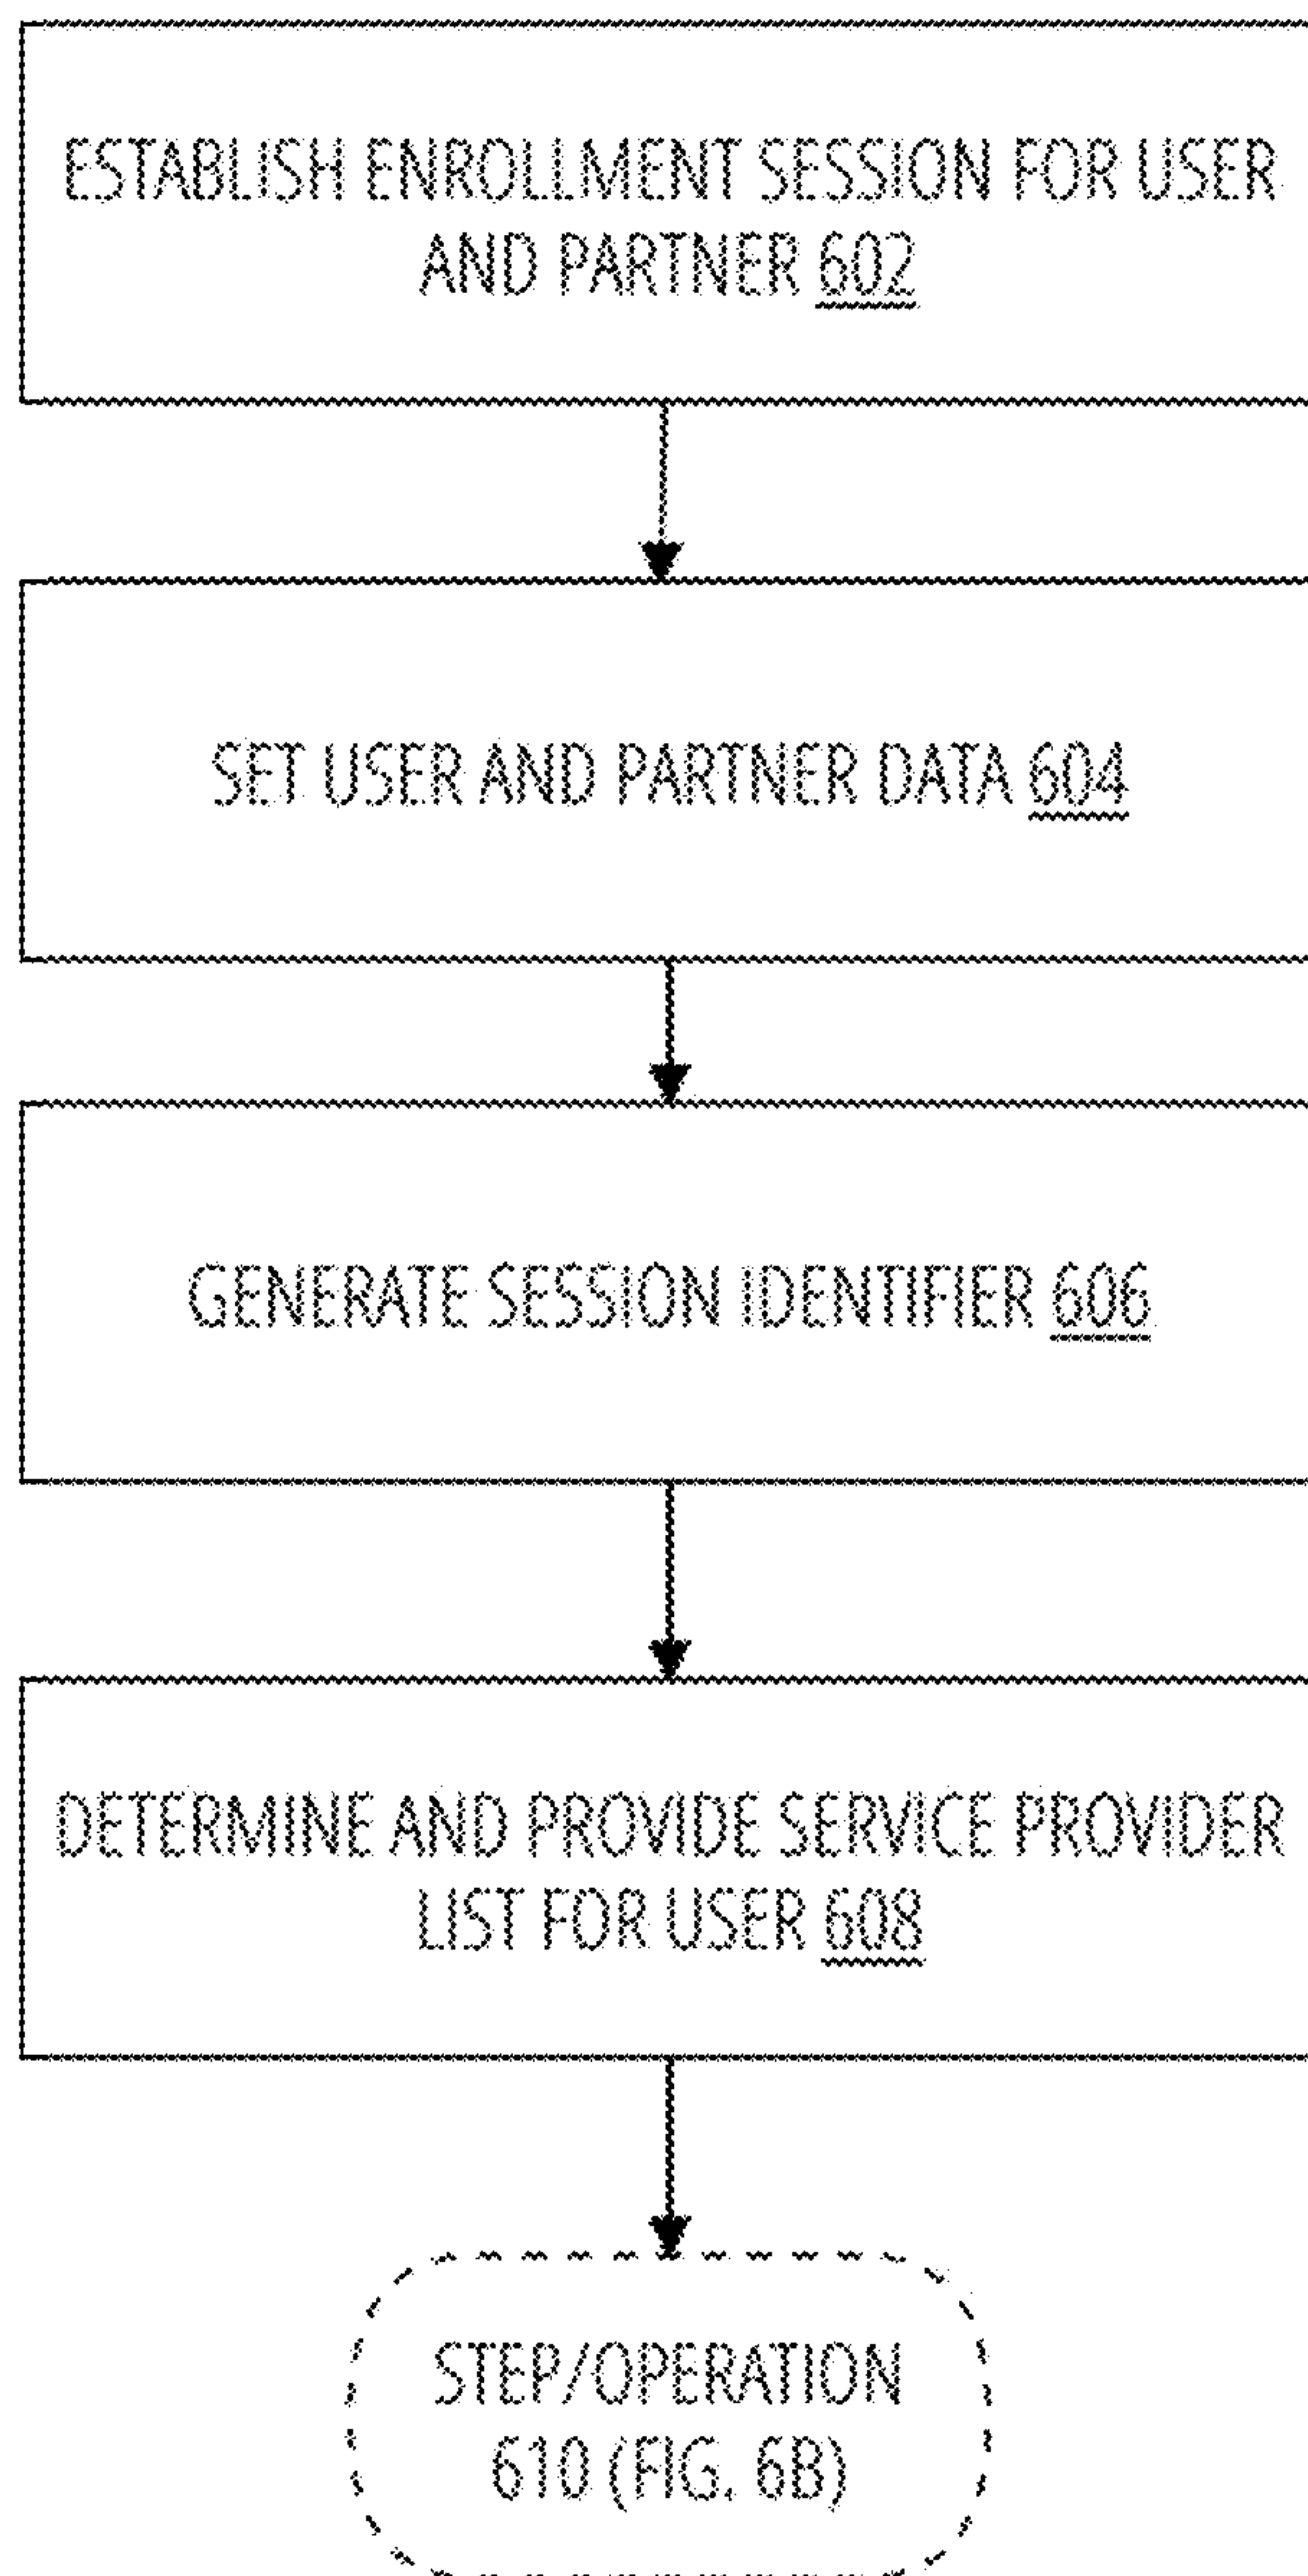 ESTABLISH ENROLLMENT SESSION FOR USER
AND PARTNER 602
SET USER AND PARTNER DATA 604
GENERATE SESSION IDENTIFIER 606
DETERMINE AND PROVIDE SERVICE PROVIDER
LIST FOR USER 608
STEP/OPERATION
610 (FIG. 6B)